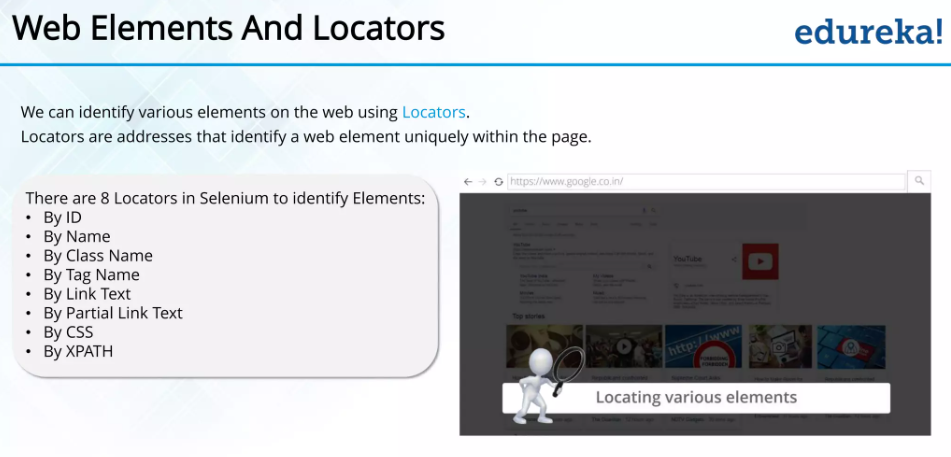 Web Elements And Locators
edureka!
We can identify various elements on the web using Locators.
Locators are addresses that identify a web element uniquely within the page.
There are 8 Locators in Selenium to identify Elements:
• By ID
• By Name
• By Class Name
• By Tag Name
• By Link Text
• By Partial Link Text
• By CSS
• By XPATH
https://www.google.co.in/
YouTube
YouTube
Top stories
http://www
Locating various elements